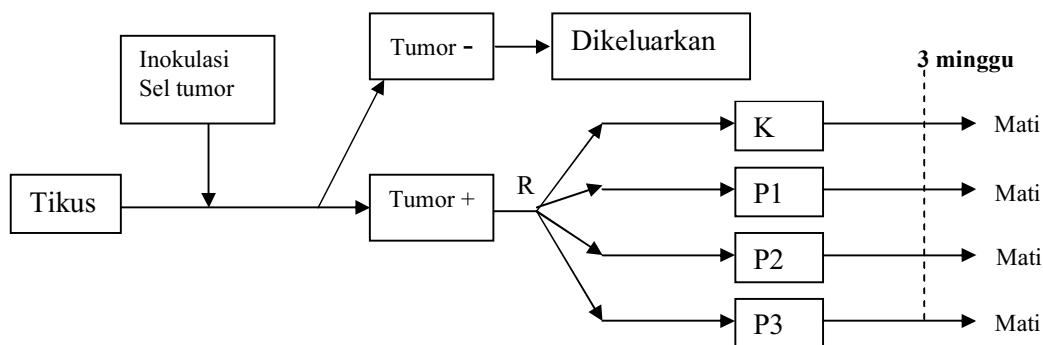 Inokulasi
Sel tumor
Tumor -
Dikeluarkan
3 minggu
Tikus
Tumor +
R
K
Mati
P1
Mati
P2
Mati
P3
Mati